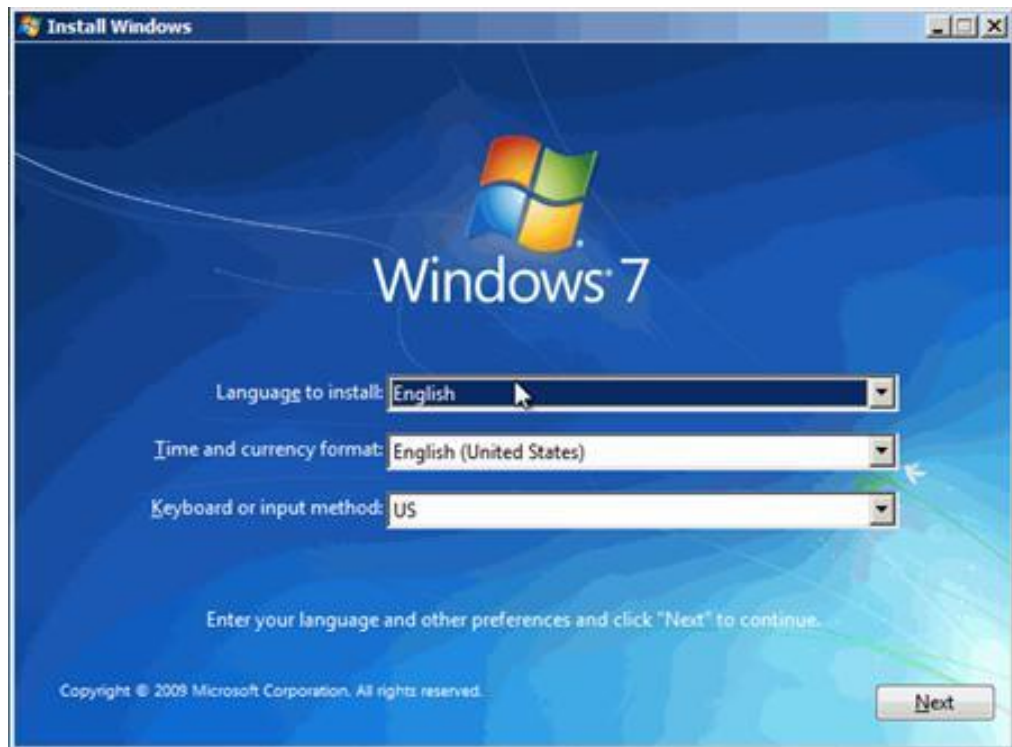 Install Windows
Windows® 7
Language to install: English
Time and currency format: English (United States)
Keyboard or input method: US
Enter your language and other preferences and click "Next" to continue.
Copyright © 2009 Microsoft Corporation. All rights reserved.
Next